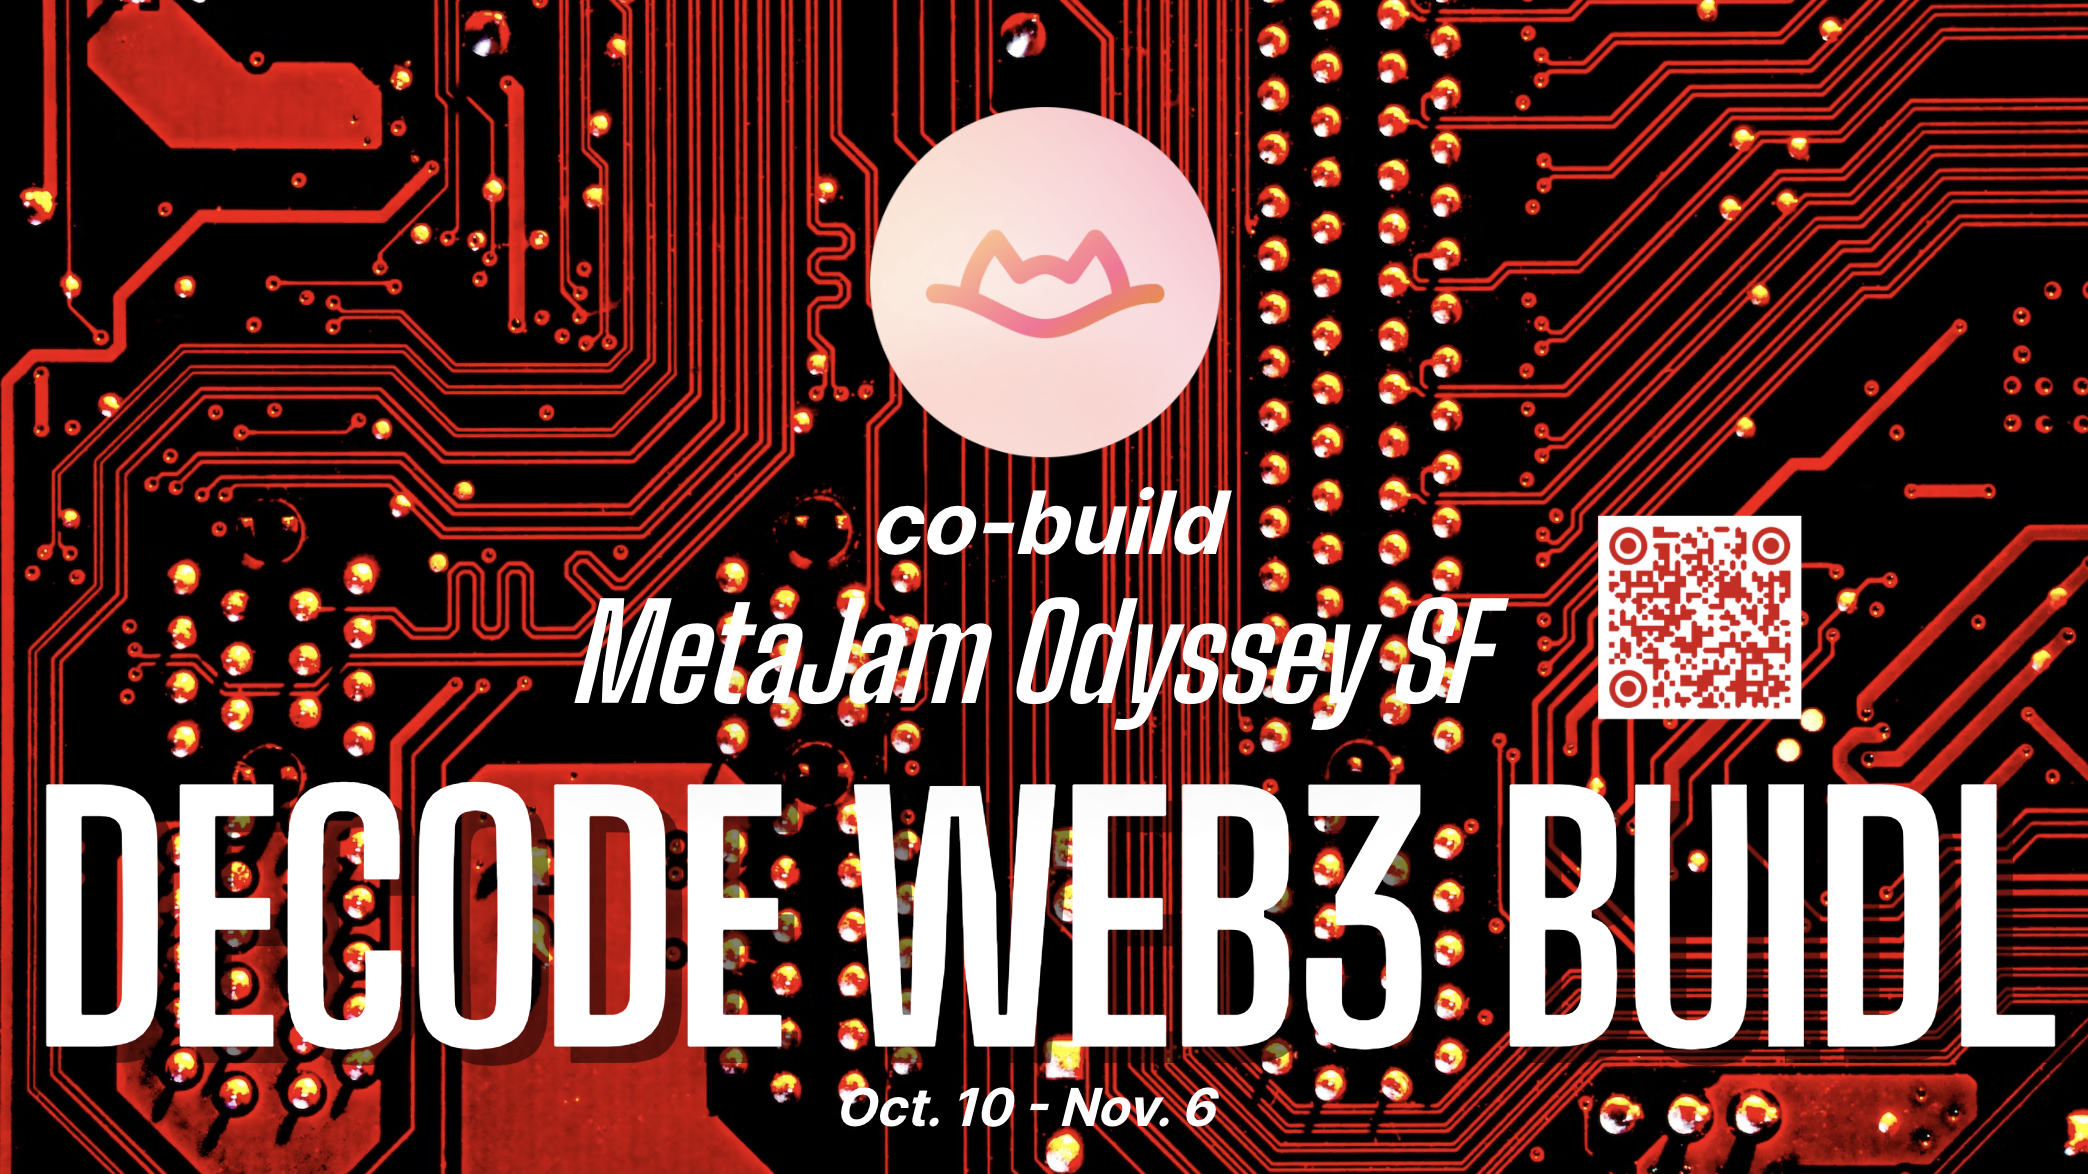 co-build
MetaJam Odyssey SF
DECODE WEB3 BUIDL
Oct. 10 - Nov. 6